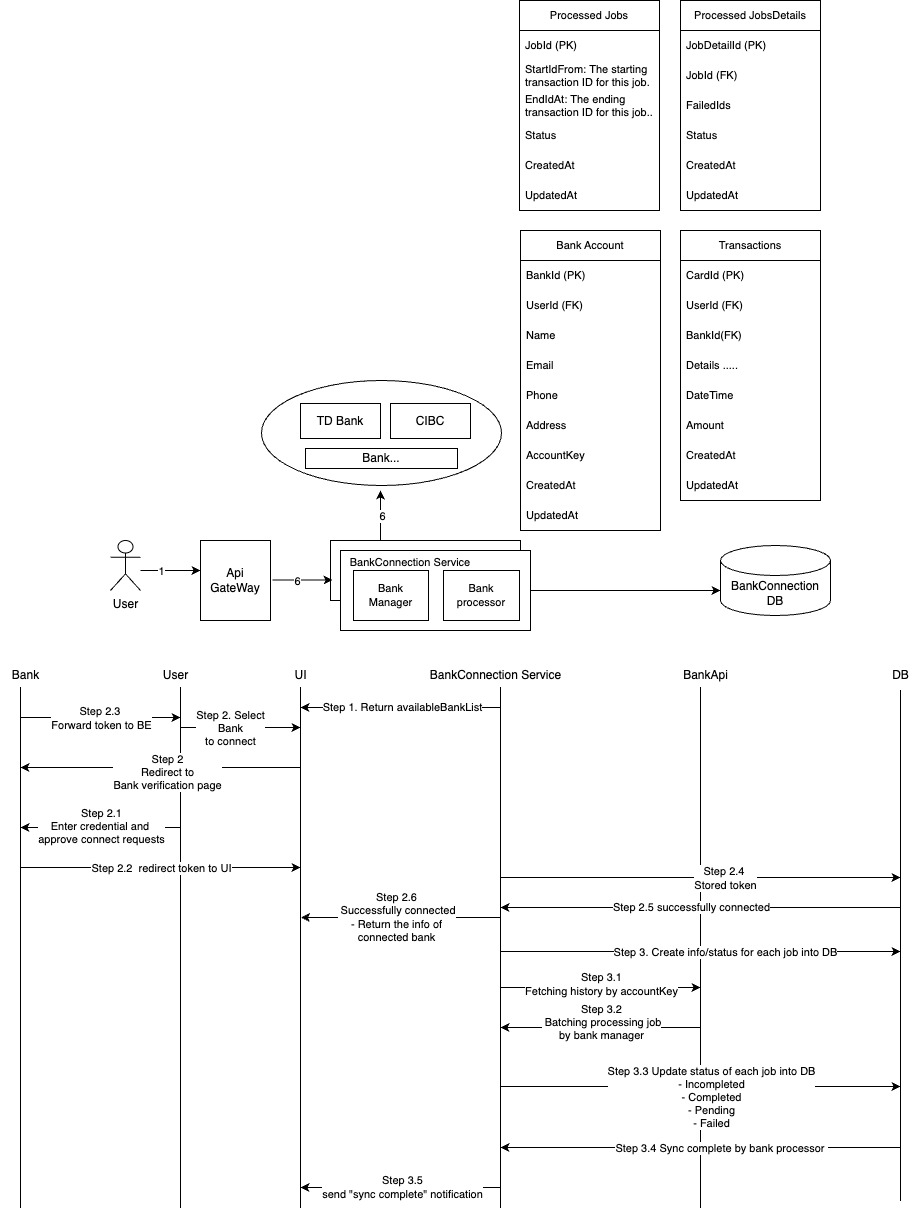 Processed Jobs
JobId (PK)
StartIdFrom: The starting
transaction ID for this job.
EndIdAt: The ending
transaction ID for this job..
Status
CreatedAt
UpdatedAt
Processed JobsDetails
JobDetailId (PK)
JobId (FK)
FailedIds
Status
CreatedAt
UpdatedAt
Bank Account
BankId (PK)
UserId (FK)
Name
Email
Phone
Address
AccountKey
CreatedAt
UpdatedAt
Transactions
CardId (PK)
UserId (FK)
BankId(FK)
Details .....
DateTime
Amount
CreatedAt
UpdatedAt
TD Bank
CIBC
Bank...
6
User
1
Api
GateWay
6
BankConnection Service
Bank
Manager
Bank
processor
BankConnection
DB
Bank
User
UI
BankConnection Service
BankApi
DB
Step 1. Return availableBankList
Step 2.3
Forward token to BE
Step 2. Select
Bank
to connect
Step 2
Redirect to
Bank verification page
Step 2.1
Enter credential and
approve connect requests
Step 2.2  redirect token to UI
Step 2.4
Stored token
Step 2.5 successfully connected
Step 2.6
Successfully connected
- Return the info of
connected bank
Step 3. Create info/status for each job into DB
Step 3.1
Fetching history by accountKey
Step 3.2
Batching processing job
by bank manager
Step 3.3 Update status of each job into DB
- Incompleted
- Completed
- Pending
- Failed
Step 3.4 Sync complete by bank processor
Step 3.5
send "sync complete" notification